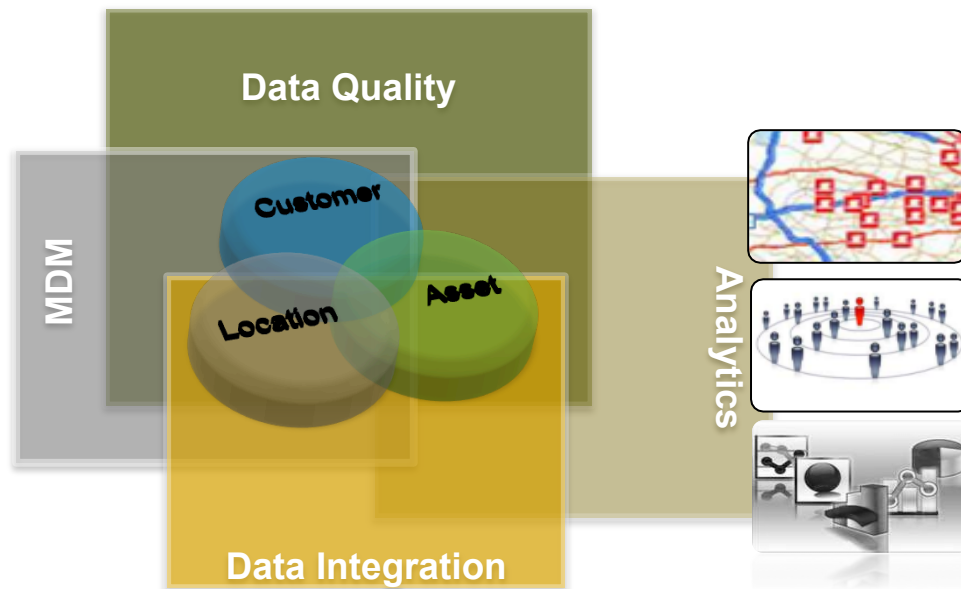 Data Quality
Customer
MDM
Asset
Location
Analytics
Data Integration